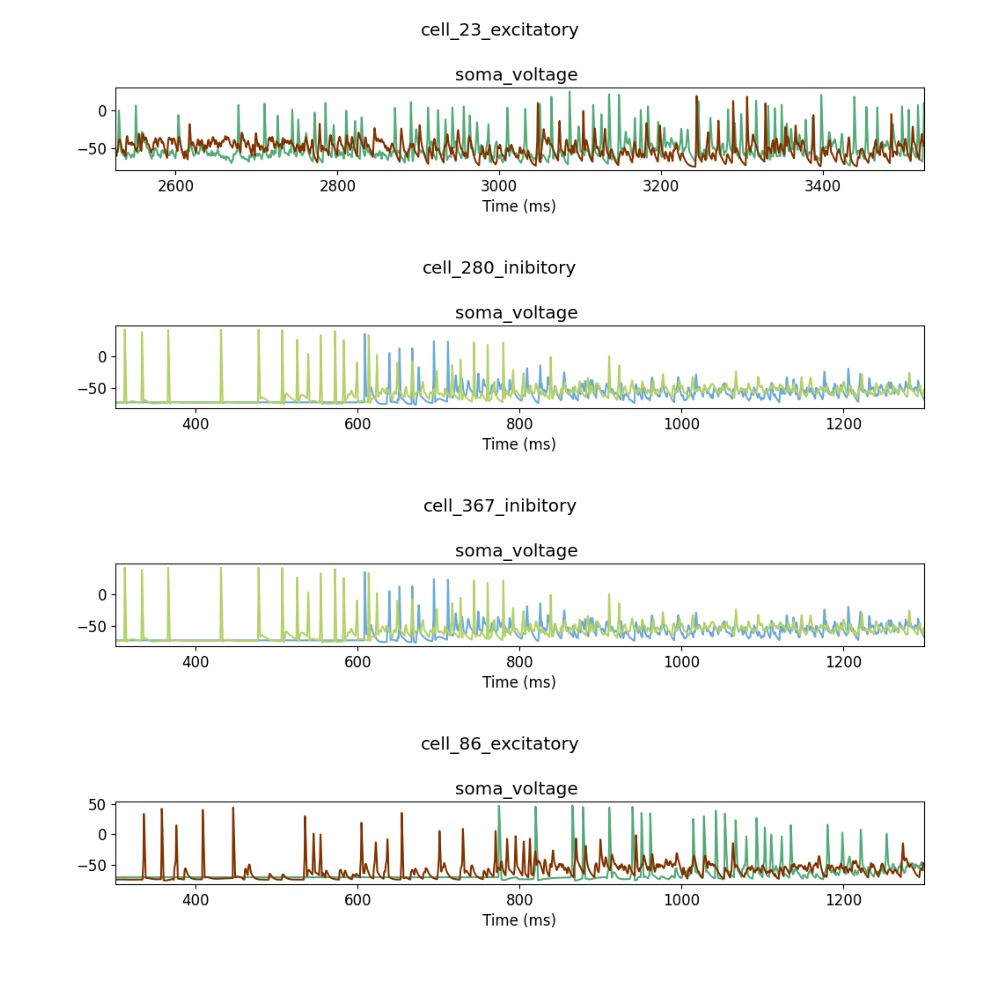 cell_23_excitatory
soma_voltage
0
−50
2600 2800 3000 3200 3400
Time (ms)
cell_280_inibitory
soma_voltage
0
−50
400 600 800 1000 1200
Time (ms)
cell_367_inibitory
soma_voltage
0
−50
400 600 800 1000 1200
Time (ms)
cell_86_excitatory
soma_voltage
50
0
−50
400 600 800 1000 1200
Time (ms)